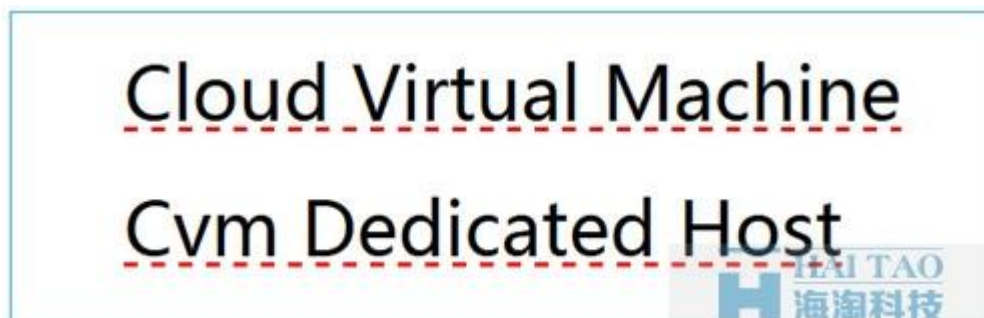 Cloud Virtual Machine
Cvm Dedicated Host
HAI TAO
海淘科技